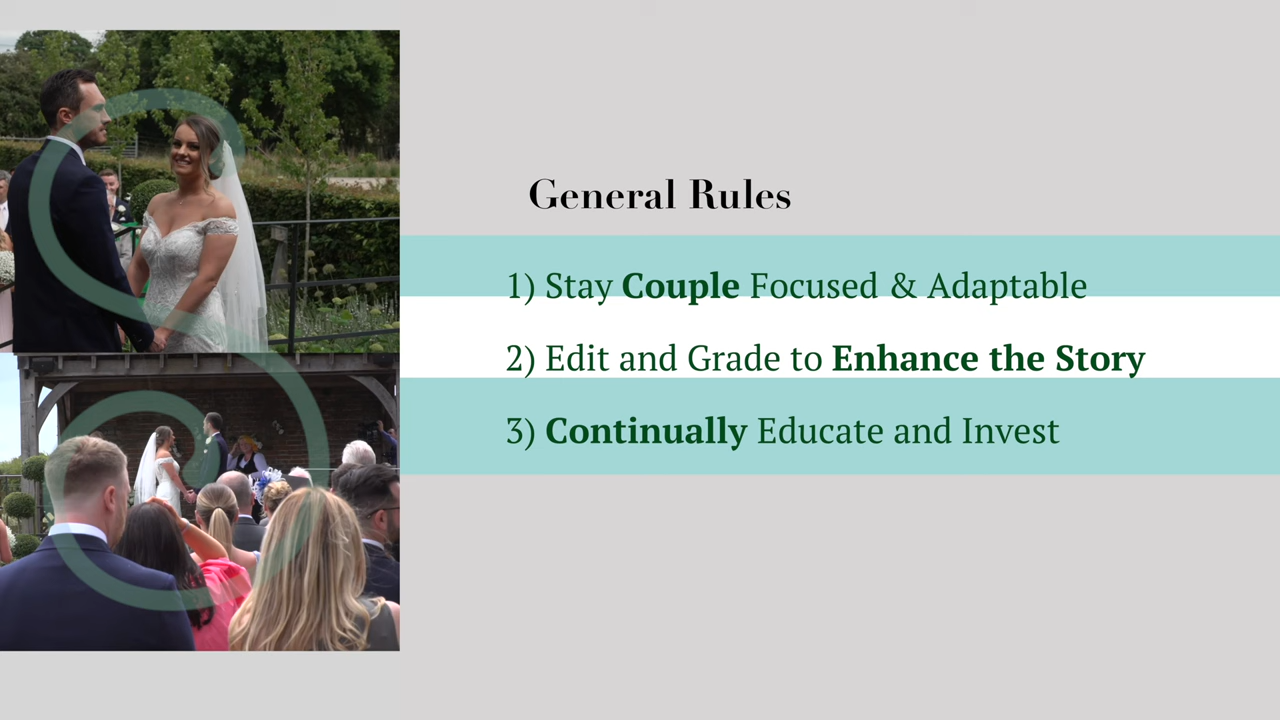 General Rules
1) Stay Couple Focused & Adaptable
2) Edit and Grade to Enhance the Story
3) Continually Educate and Invest